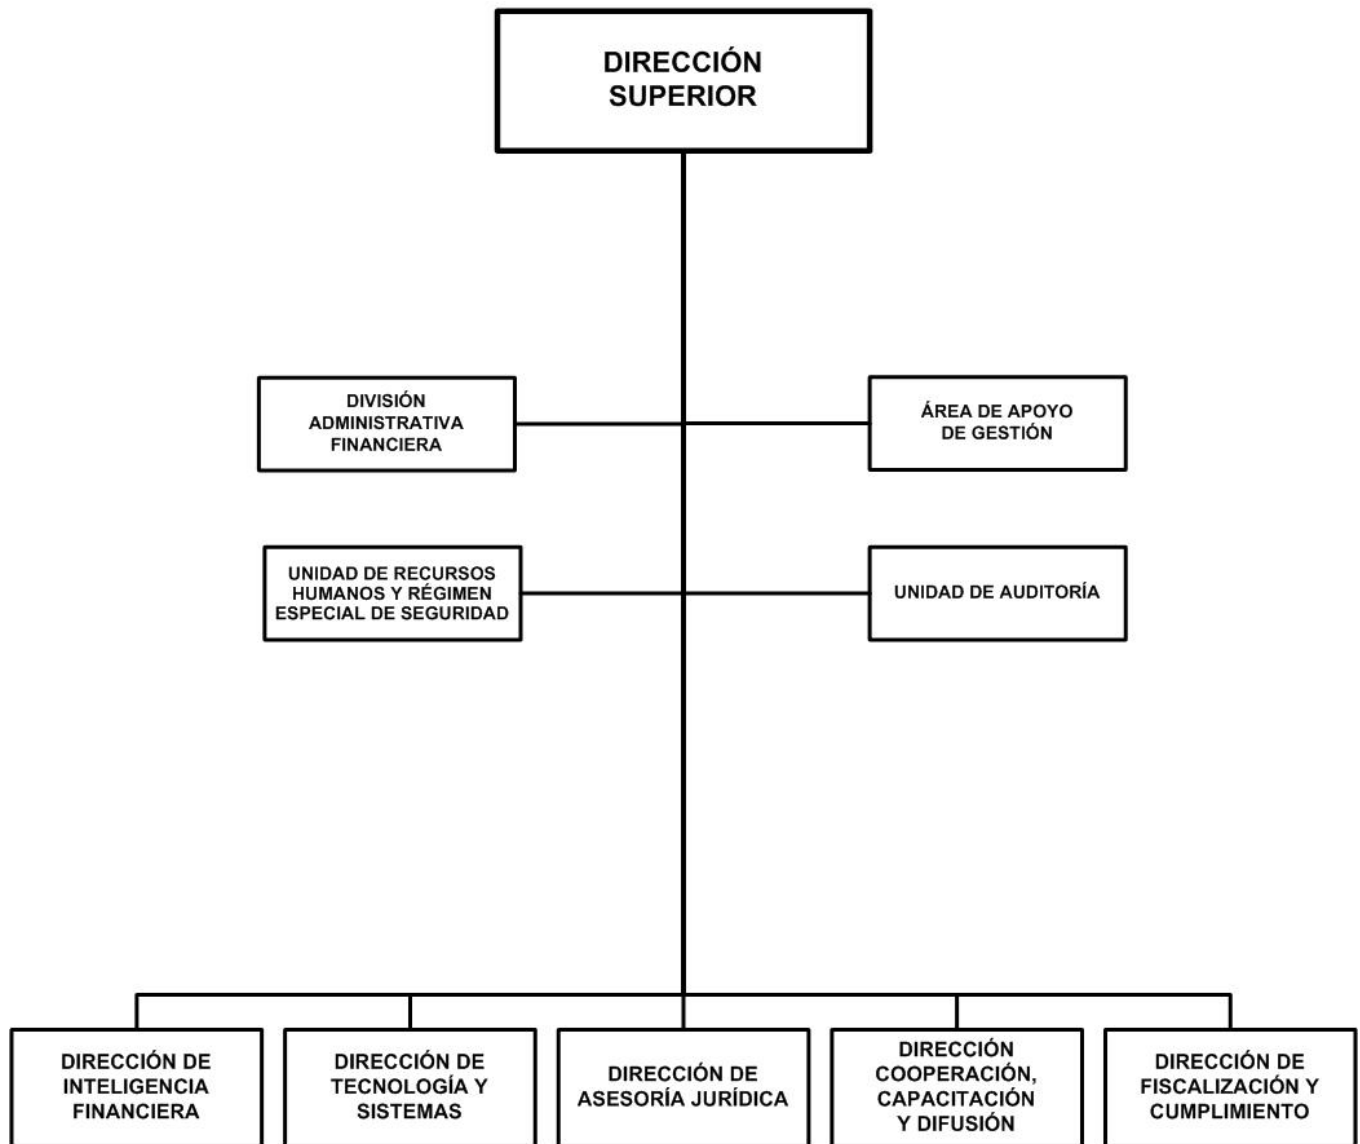 DIRECCIÓN
SUPERIOR
DIVISIÓN
ADMINISTRATIVA
FINANCIERA
ÁREA DE APOYO
DE GESTIÓN
UNIDAD DE RECURSOS
HUMANOS Y RÉGIMEN
ESPECIAL DE SEGURIDAD
UNIDAD DE AUDITORÍA
DIRECCIÓN DE
INTELIGENCIA
FINANCIERA
DIRECCIÓN DE
TECNOLOGÍA Y
SISTEMAS
DIRECCIÓN DE
ASESORÍA JURÍDICA
DIRECCIÓN
COOPERACIÓN,
CAPACITACIÓN
Y DIFUSIÓN
DIRECCIÓN DE
FISCALIZACIÓN Y
CUMPLIMIENTO